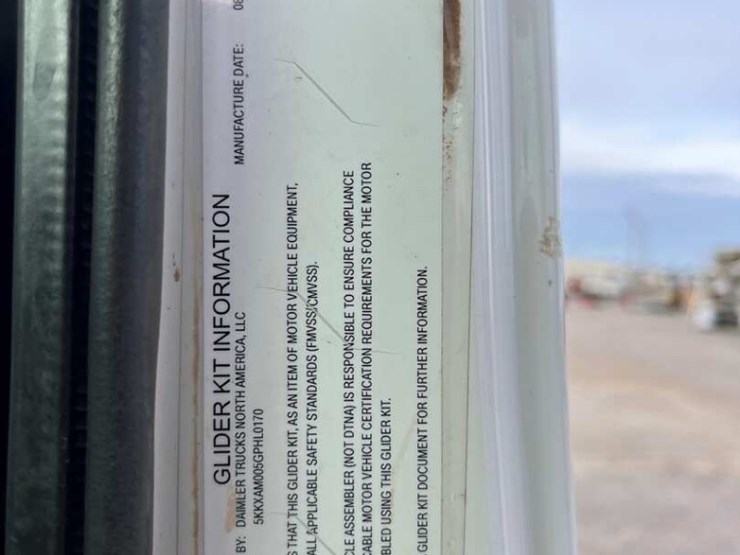 GLIDER KIT INFORMATION
BY: DAIMLER TRUCKS NORTH AMERICA, LLC MANUFACTURE DATE: 08
5KKXAM005GPHL0170
S THAT THIS GLIDER KIT, AS AN ITEM OF MOTOR VEHICLE EQUIPMENT,
ALL APPLICABLE SAFETY STANDARDS (FMVSS/CMVSS).
CLE ASSEMBLER (NOT DTNA) IS RESPONSIBLE TO ENSURE COMPLIANCE
CABLE MOTOR VEHICLE CERTIFICATION REQUIREMENTS FOR THE MOTOR
BLED USING THIS GLIDER KIT.
GLIDER KIT DOCUMENT FOR FURTHER INFORMATION.